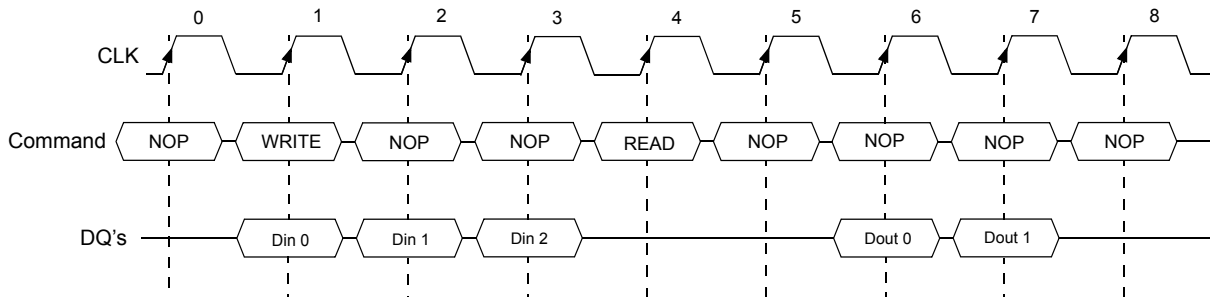 0 1 2 3 4 5 6 7 8
CLK
Command NOP WRITE NOP NOP READ NOP NOP NOP NOP
DQ's Din 0 Din 1 Din 2 Dout 0 Dout 1